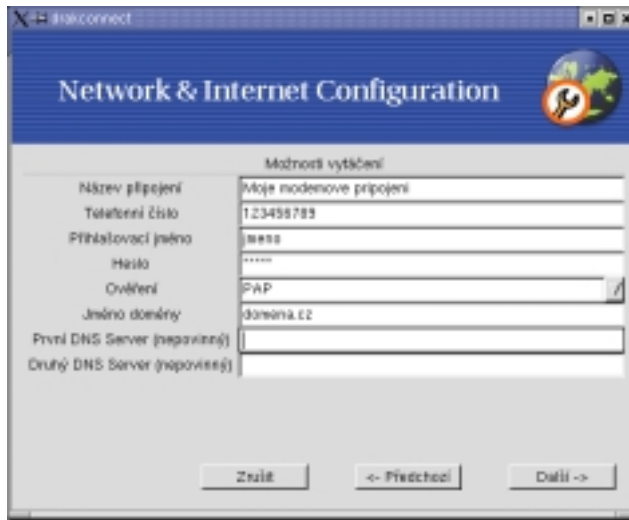 drakconnect
Network & Internet Configuration
Možnosti vytáčení
Název připojení Moje modemove pripojeni
Telefonní číslo 123456789
Přihlašovací jméno jmeno
Heslo *****
Ověření PAP
Jméno domény domena.cz
První DNS Server (nepovinný)
Druhý DNS Server (nepovinný)
Zrušit <- Předchozí Další ->